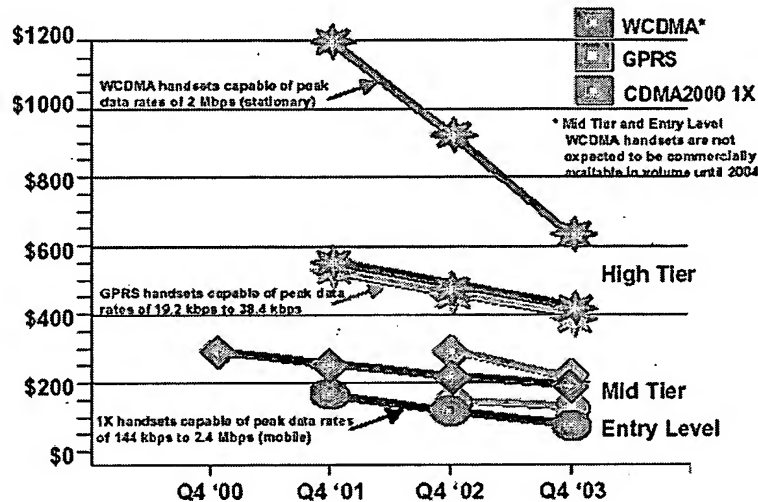 $1200
$1000
$800
$600
$400
$200
$0
WCDMA*
GPRS
CDMA2000 1X
* Mid Tier and Entry Level
WCDMA handsets are not
expected to be commercially
available in volume until 2004
WCDMA handsets capable of peak
data rates of 2 Mbps (stationary)
High Tier
GPRS handsets capable of peak data
rates of 19.2 kbps to 38.4 kbps
Mid Tier
1X handsets capable of peak data rates
of 144 kbps to 2.4 Mbps (mobile)
Entry Level
Q4 '00
Q4 '01
Q4 '02
Q4 '03